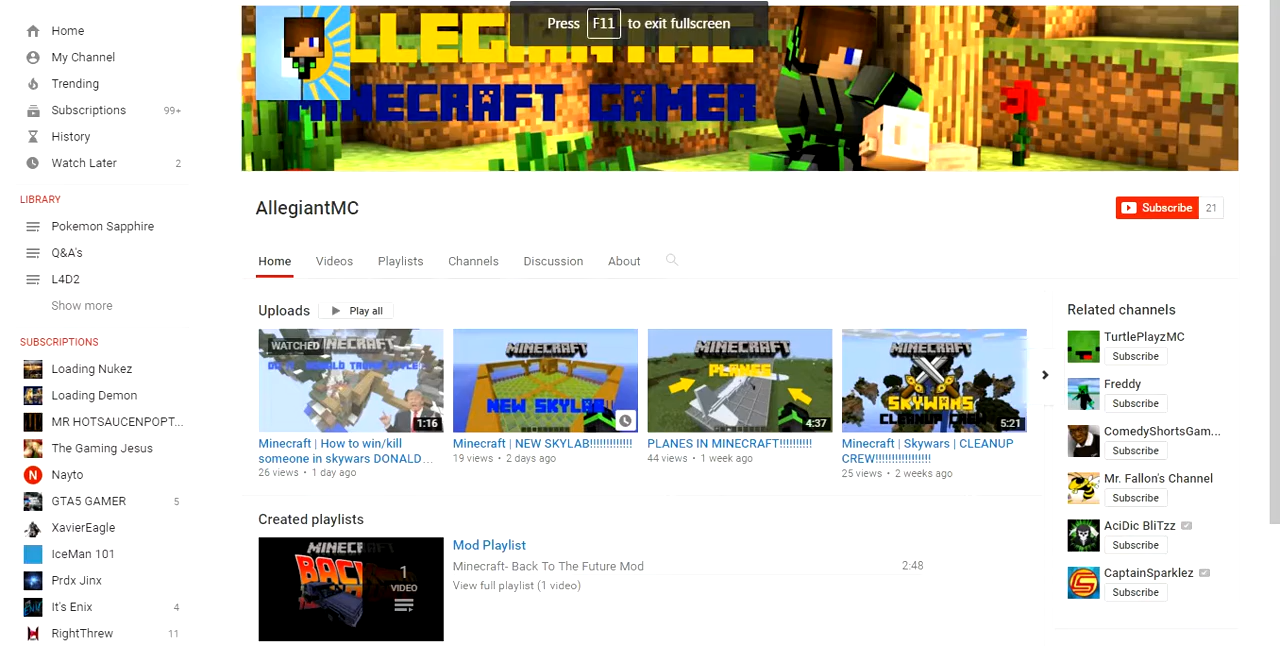 Press F11 to exit fullscreen
MINECRAFT GAMER
Home
My Channel
Trending
Subscriptions 99+
History
Watch Later 2
LIBRARY
Pokemon Sapphire
Q&A's
L4D2
Show more
SUBSCRIPTIONS
Loading Nukez
Loading Demon
MR HOTSAUCENPOPT...
The Gaming Jesus
Nayto
GTA5 GAMER 5
XavierEagle
IceMan 101
Prdx Jinx
It's Enix 4
RightThrew 11
AllegiantMC
Subscribe 21
Home Videos Playlists Channels Discussion About
Uploads Play all
WATCHED
1:16
Minecraft | How to win/kill
someone in skywars DONALD...
26 views • 1 day ago
MINECRAFT
NEW SKYLAB!!
Minecraft | NEW SKYLAB!!!!!!!!!!!!!
19 views • 2 days ago
MINECRAFT
PLANES
4:37
PLANES IN MINECRAFT!!!!!!!!!!
44 views • 1 week ago
MINECRAFT
SKYWARS
CLEANUP CREW
5:21
Minecraft | Skywars | CLEANUP
CREW!!!!!!!!!!!!!!!!!
25 views • 2 weeks ago
Created playlists
BACK
1
VIDEO
Mod Playlist
Minecraft- Back To The Future Mod 2:48
View full playlist (1 video)
Related channels
TurtlePlayzMC
Subscribe
Freddy
Subscribe
ComedyShortsGam...
Subscribe
Mr. Fallon's Channel
Subscribe
AciDic BliTzz
Subscribe
CaptainSparklez
Subscribe